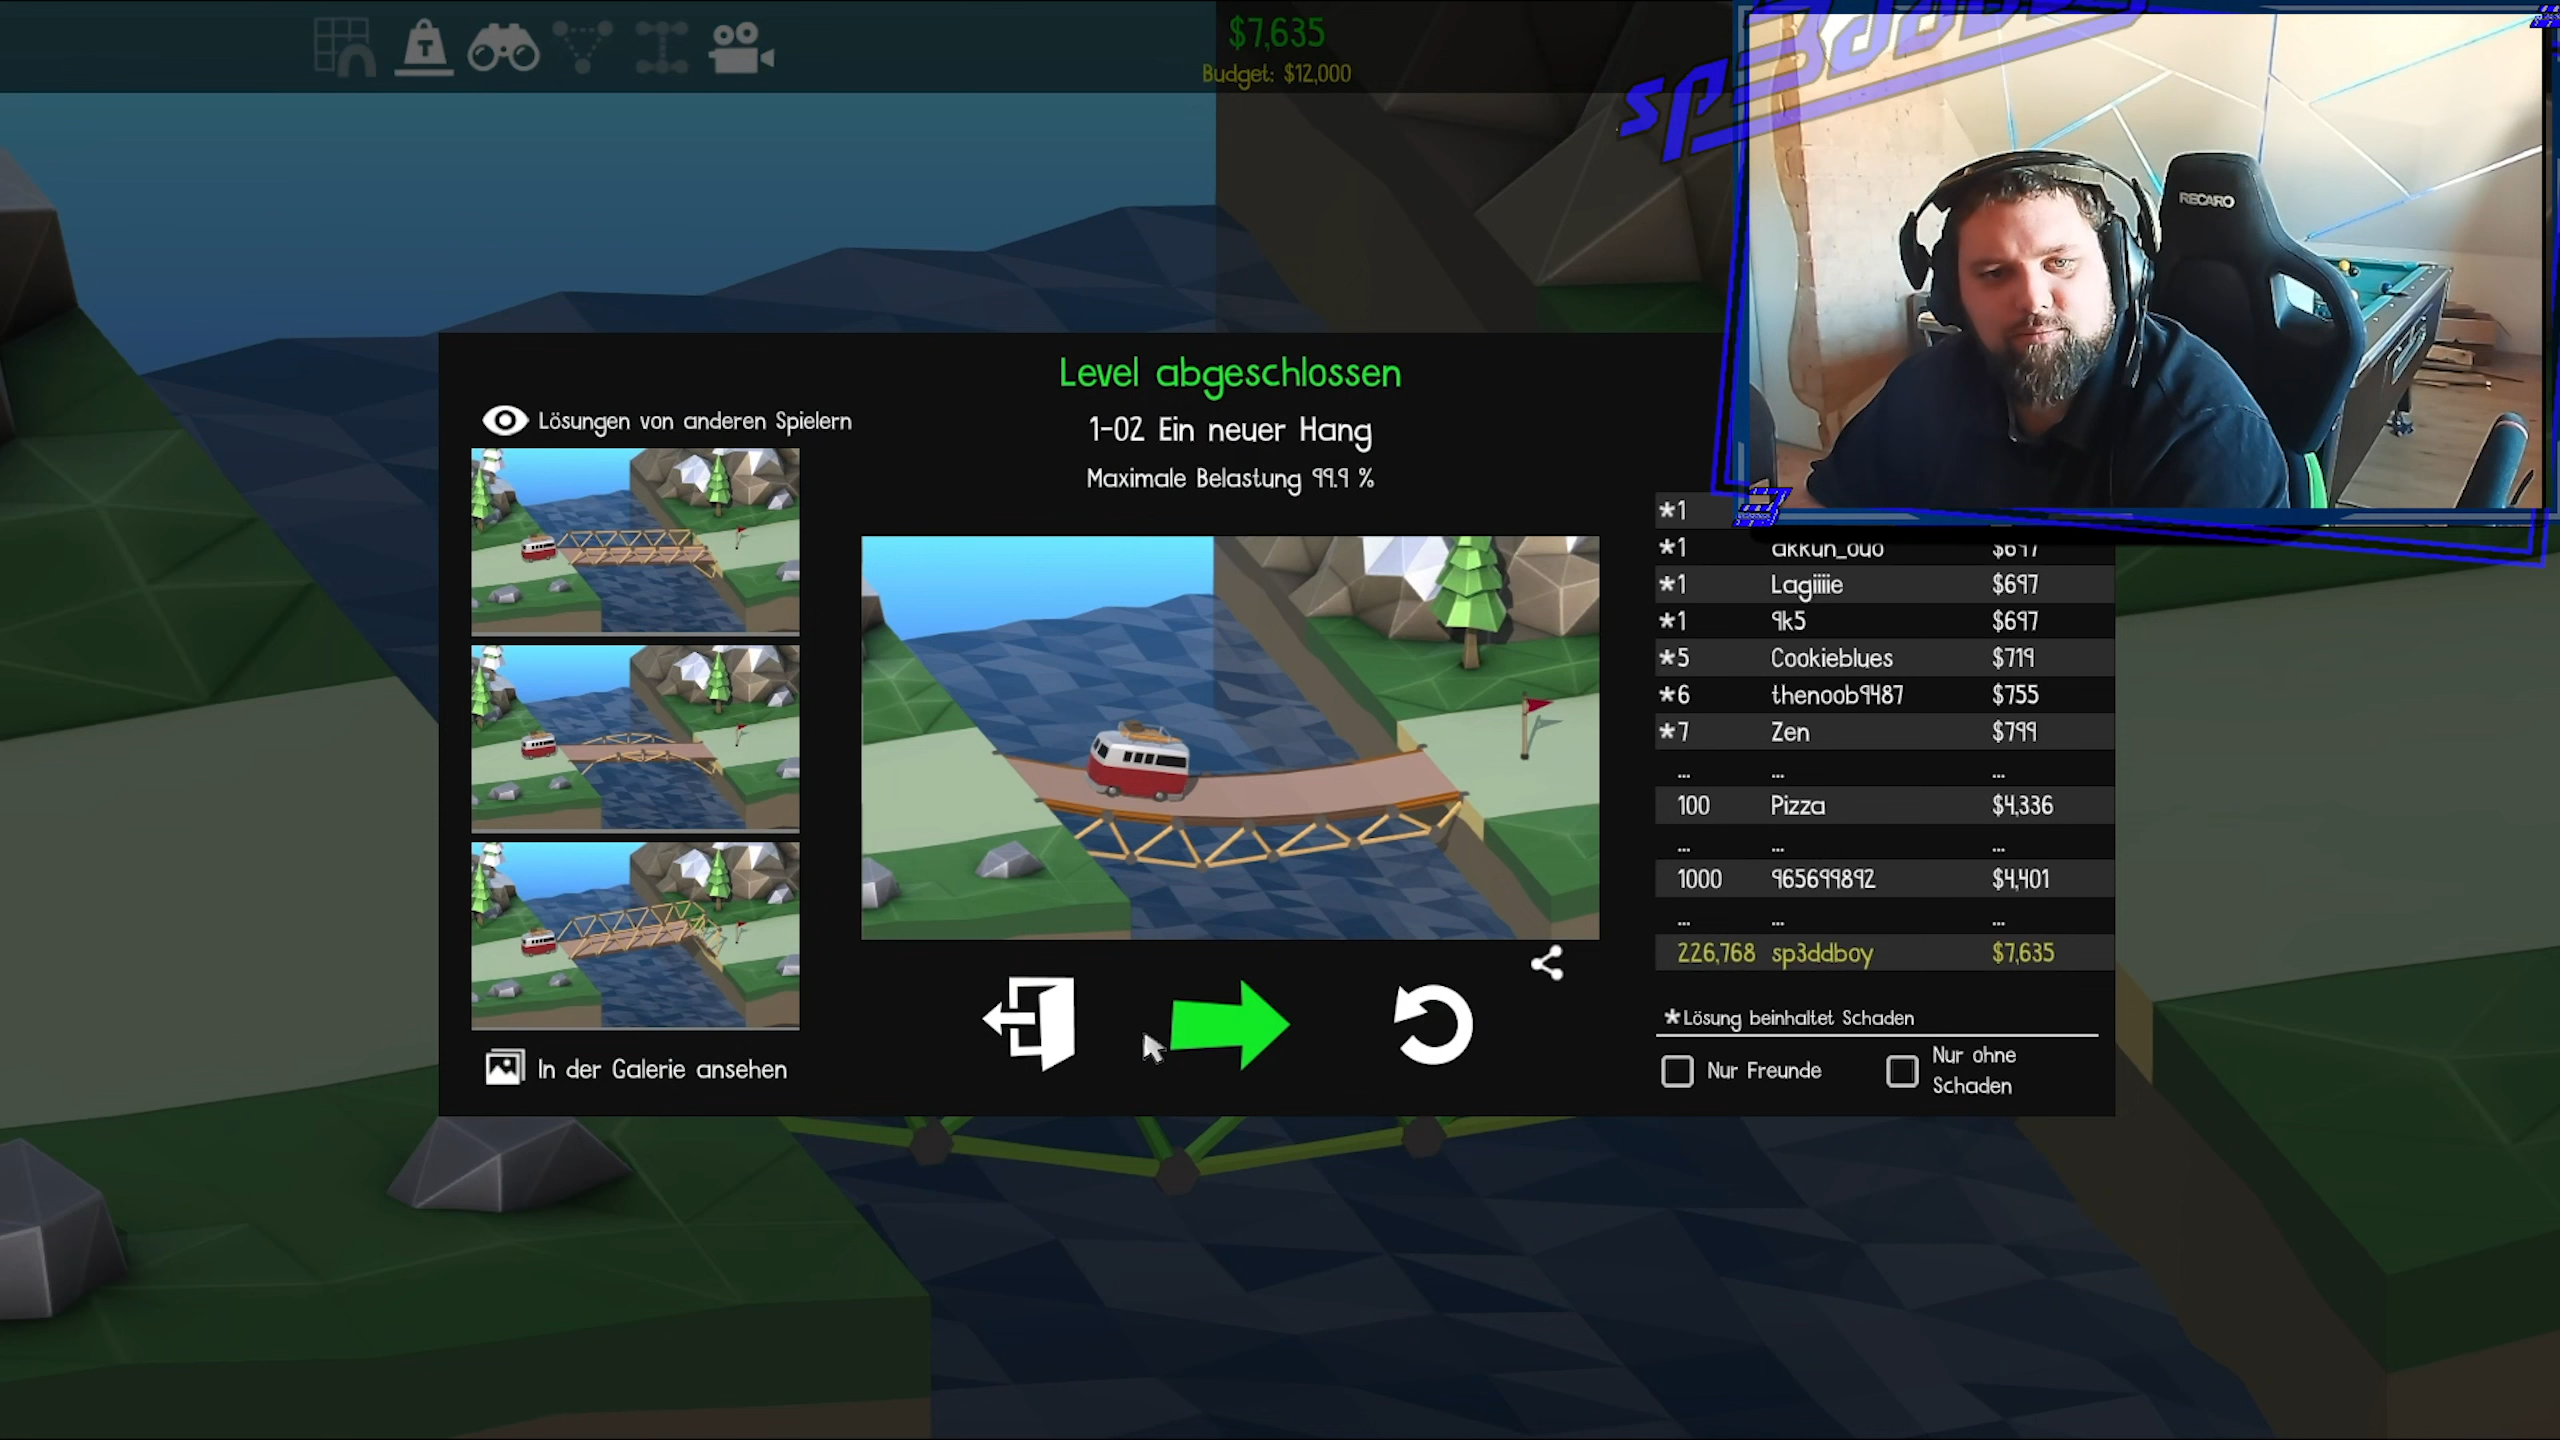 $7,635
Budget: $12,000
sp3ddboy
RECARO
Level abgeschlossen
1-02 Ein neuer Hang
Maximale Belastung 99.9 %
Lösungen von anderen Spielern
In der Galerie ansehen
*1
*1 akkun_ouo $697
*1 Lagiiiie $697
*1 9k5 $697
*5 Cookieblues $719
*6 thenoob9487 $755
*7 Zen $799
... ... ...
100 Pizza $4,336
... ... ...
1000 965699892 $4,401
... ... ...
226,768 sp3ddboy $7,635
*Lösung beinhaltet Schaden
Nur Freunde
Nur ohne
Schaden